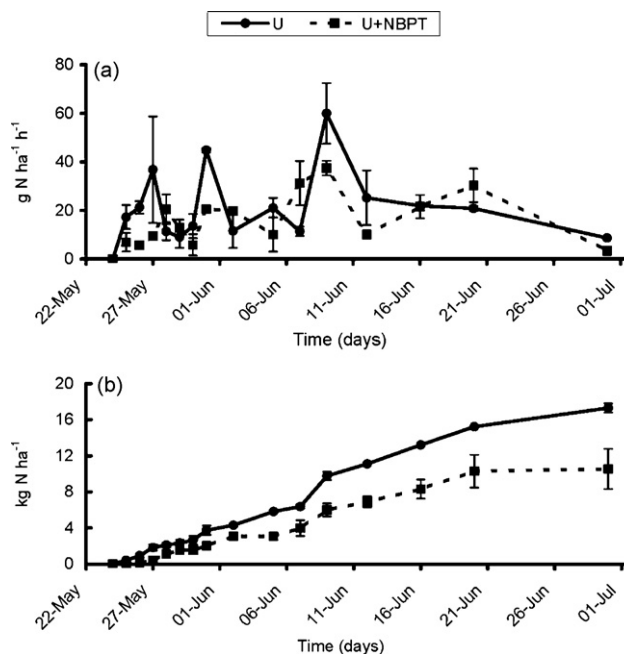 U U+NBPT
(a)
g N ha⁻¹ h⁻¹
80
60
40
20
0
22-May 27-May 01-Jun 06-Jun 11-Jun 16-Jun 21-Jun 26-Jun 01-Jul
Time (days)
(b)
kg N ha⁻¹
20
16
12
8
4
0
22-May 27-May 01-Jun 06-Jun 11-Jun 16-Jun 21-Jun 26-Jun 01-Jul
Time (days)